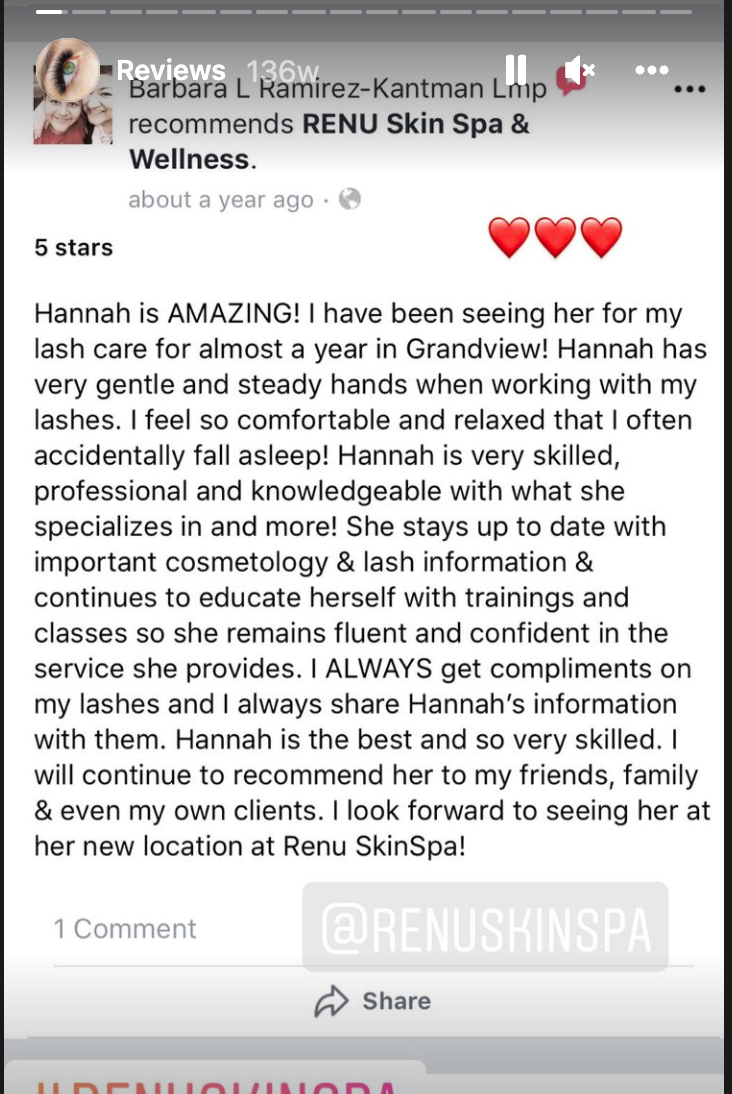 Reviews 136w
Barbara L Ramirez-Kantman Lmp
recommends RENU Skin Spa &
Wellness.
about a year ago ·
5 stars
Hannah is AMAZING! I have been seeing her for my
lash care for almost a year in Grandview! Hannah has
very gentle and steady hands when working with my
lashes. I feel so comfortable and relaxed that I often
accidentally fall asleep! Hannah is very skilled,
professional and knowledgeable with what she
specializes in and more! She stays up to date with
important cosmetology & lash information &
continues to educate herself with trainings and
classes so she remains fluent and confident in the
service she provides. I ALWAYS get compliments on
my lashes and I always share Hannah’s information
with them. Hannah is the best and so very skilled. I
will continue to recommend her to my friends, family
& even my own clients. I look forward to seeing her at
her new location at Renu SkinSpa!
1 Comment
@RENUSKINSPA
Share